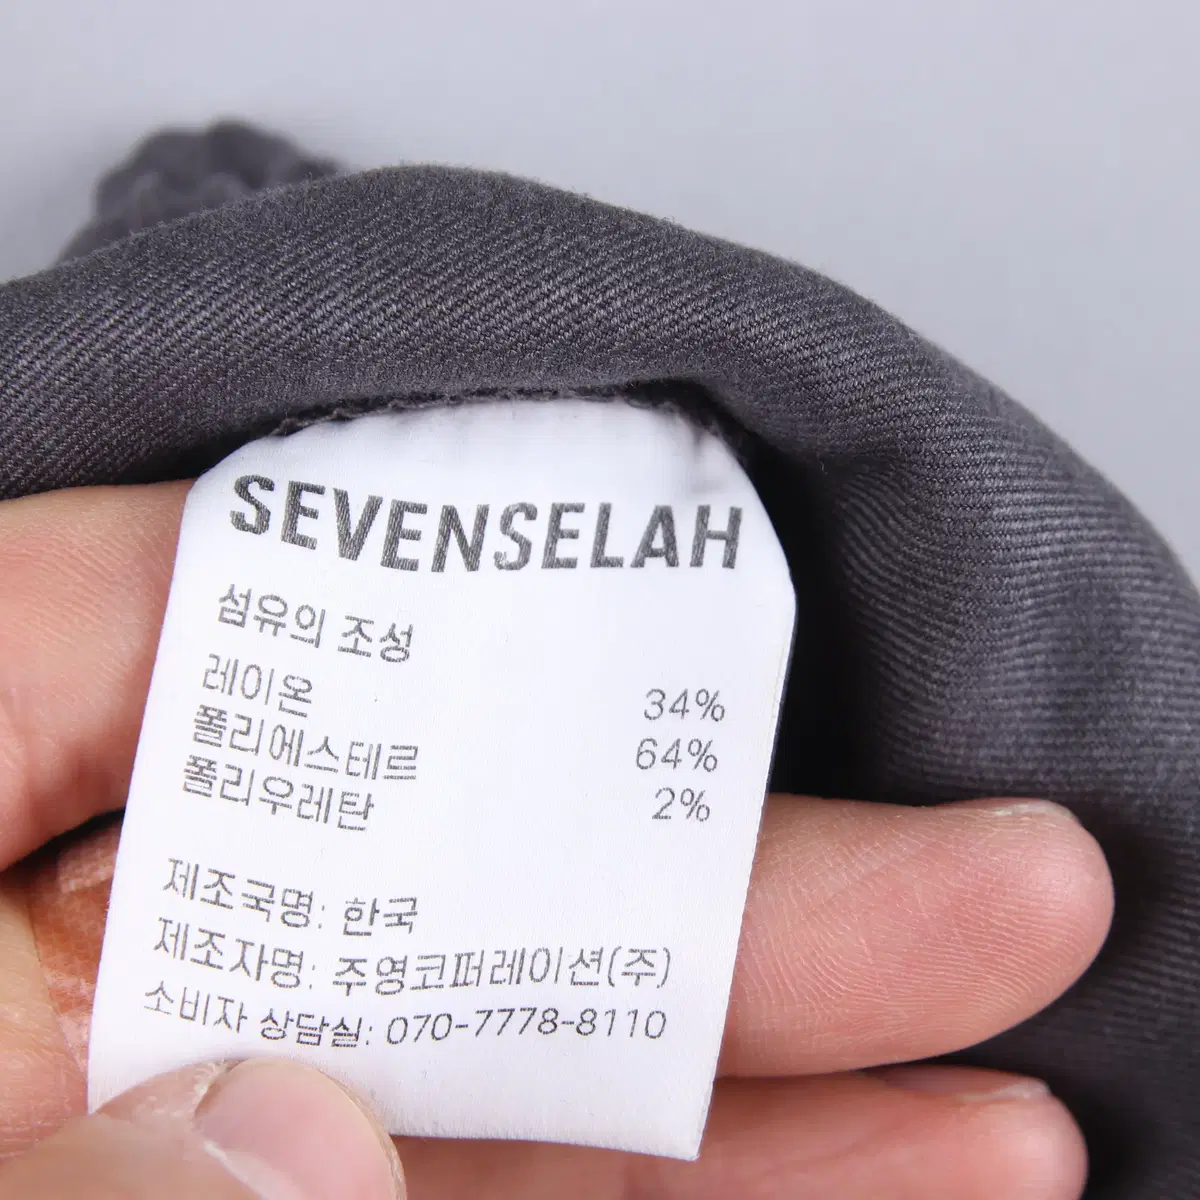 SEVENSELAH
섬유의 조성
레이온 34%
폴리에스테르 64%
폴리우레탄 2%
제조국명: 한국
제조자명: 주영코퍼레이션(주)
소비자 상담실: 070-7778-8110